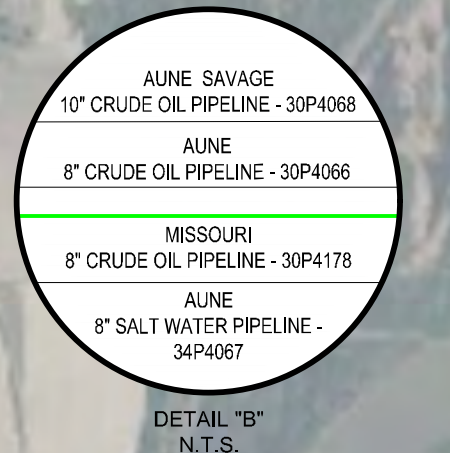 AUNE SAVAGE
10" CRUDE OIL PIPELINE - 30P4068
AUNE
8" CRUDE OIL PIPELINE - 30P4066
MISSOURI
8" CRUDE OIL PIPELINE - 30P4178
AUNE
8" SALT WATER PIPELINE -
34P4067
DETAIL "B"
N.T.S.